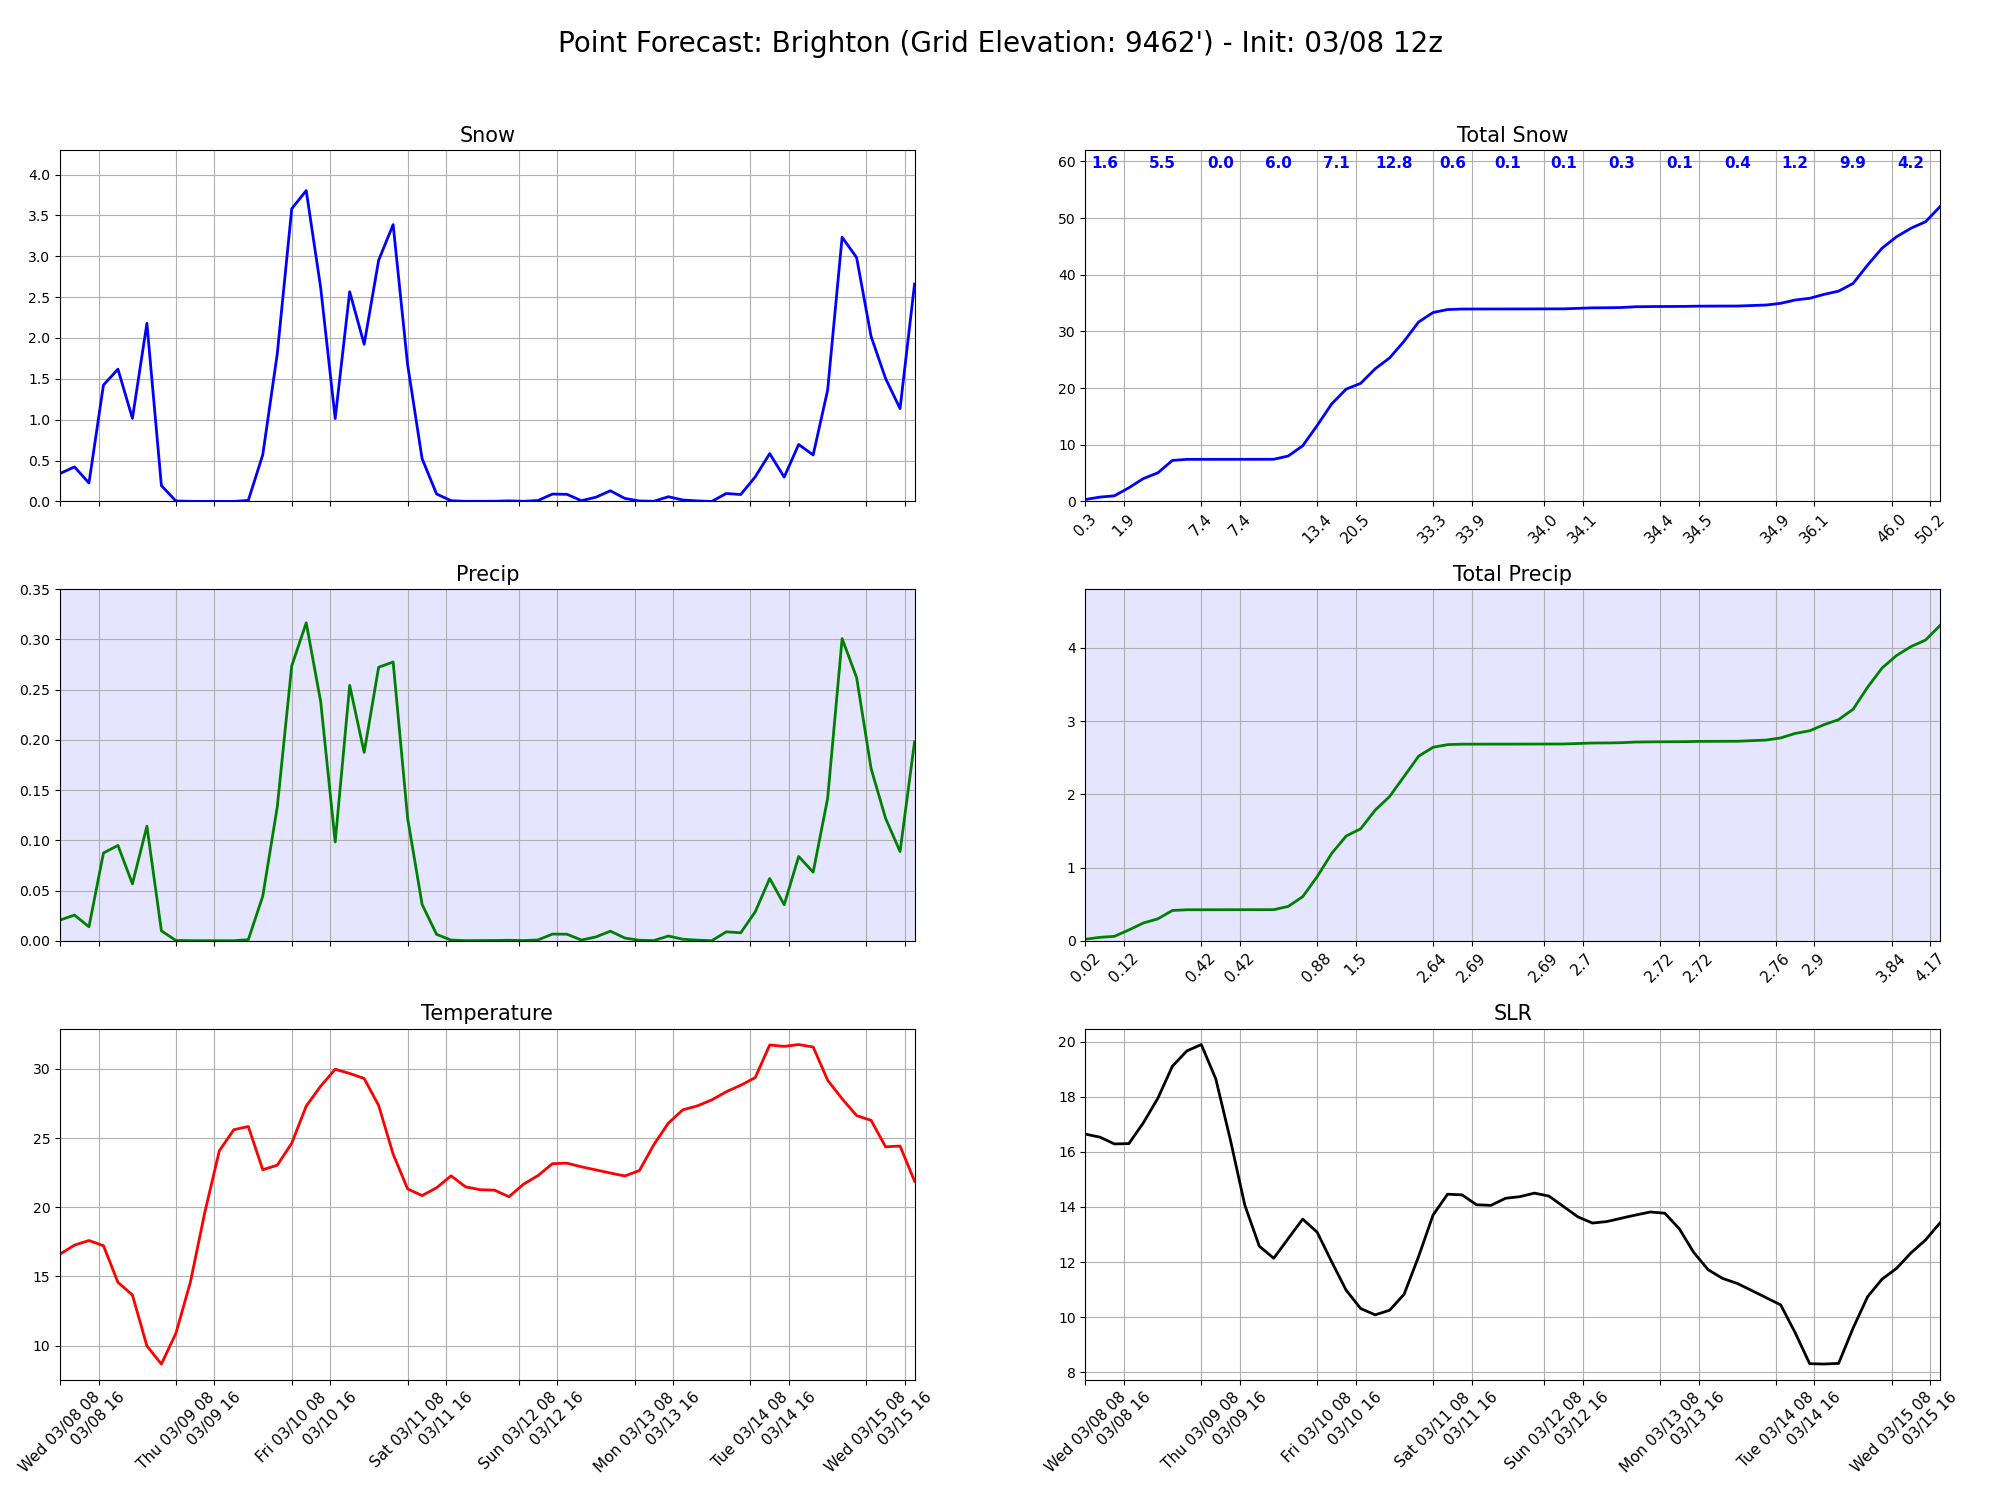 Point Forecast: Brighton (Grid Elevation: 9462') - Init: 03/08 12z
Snow
4.0
3.5
3.0
2.5
2.0
1.5
1.0
0.5
0.0
Total Snow
1.6 5.5 0.0 6.0 7.1 12.8 0.6 0.1 0.1 0.3 0.1 0.4 1.2 9.9 4.2
60
50
40
30
20
10
0
0.3 1.9 7.4 7.4 13.4 20.5 33.3 33.9 34.0 34.1 34.4 34.5 34.9 36.1 46.0 50.2
Precip
0.35
0.30
0.25
0.20
0.15
0.10
0.05
0.00
Total Precip
4
3
2
1
0
0.02 0.12 0.42 0.42 0.88 1.5 2.64 2.69 2.69 2.7 2.72 2.72 2.76 2.9 3.84 4.17
Temperature
30
25
20
15
10
Wed 03/08 08
03/08 16
Thu 03/09 08
03/09 16
Fri 03/10 08
03/10 16
Sat 03/11 08
03/11 16
Sun 03/12 08
03/12 16
Mon 03/13 08
03/13 16
Tue 03/14 08
03/14 16
Wed 03/15 08
03/15 16
SLR
20
18
16
14
12
10
8
Wed 03/08 08
03/08 16
Thu 03/09 08
03/09 16
Fri 03/10 08
03/10 16
Sat 03/11 08
03/11 16
Sun 03/12 08
03/12 16
Mon 03/13 08
03/13 16
Tue 03/14 08
03/14 16
Wed 03/15 08
03/15 16